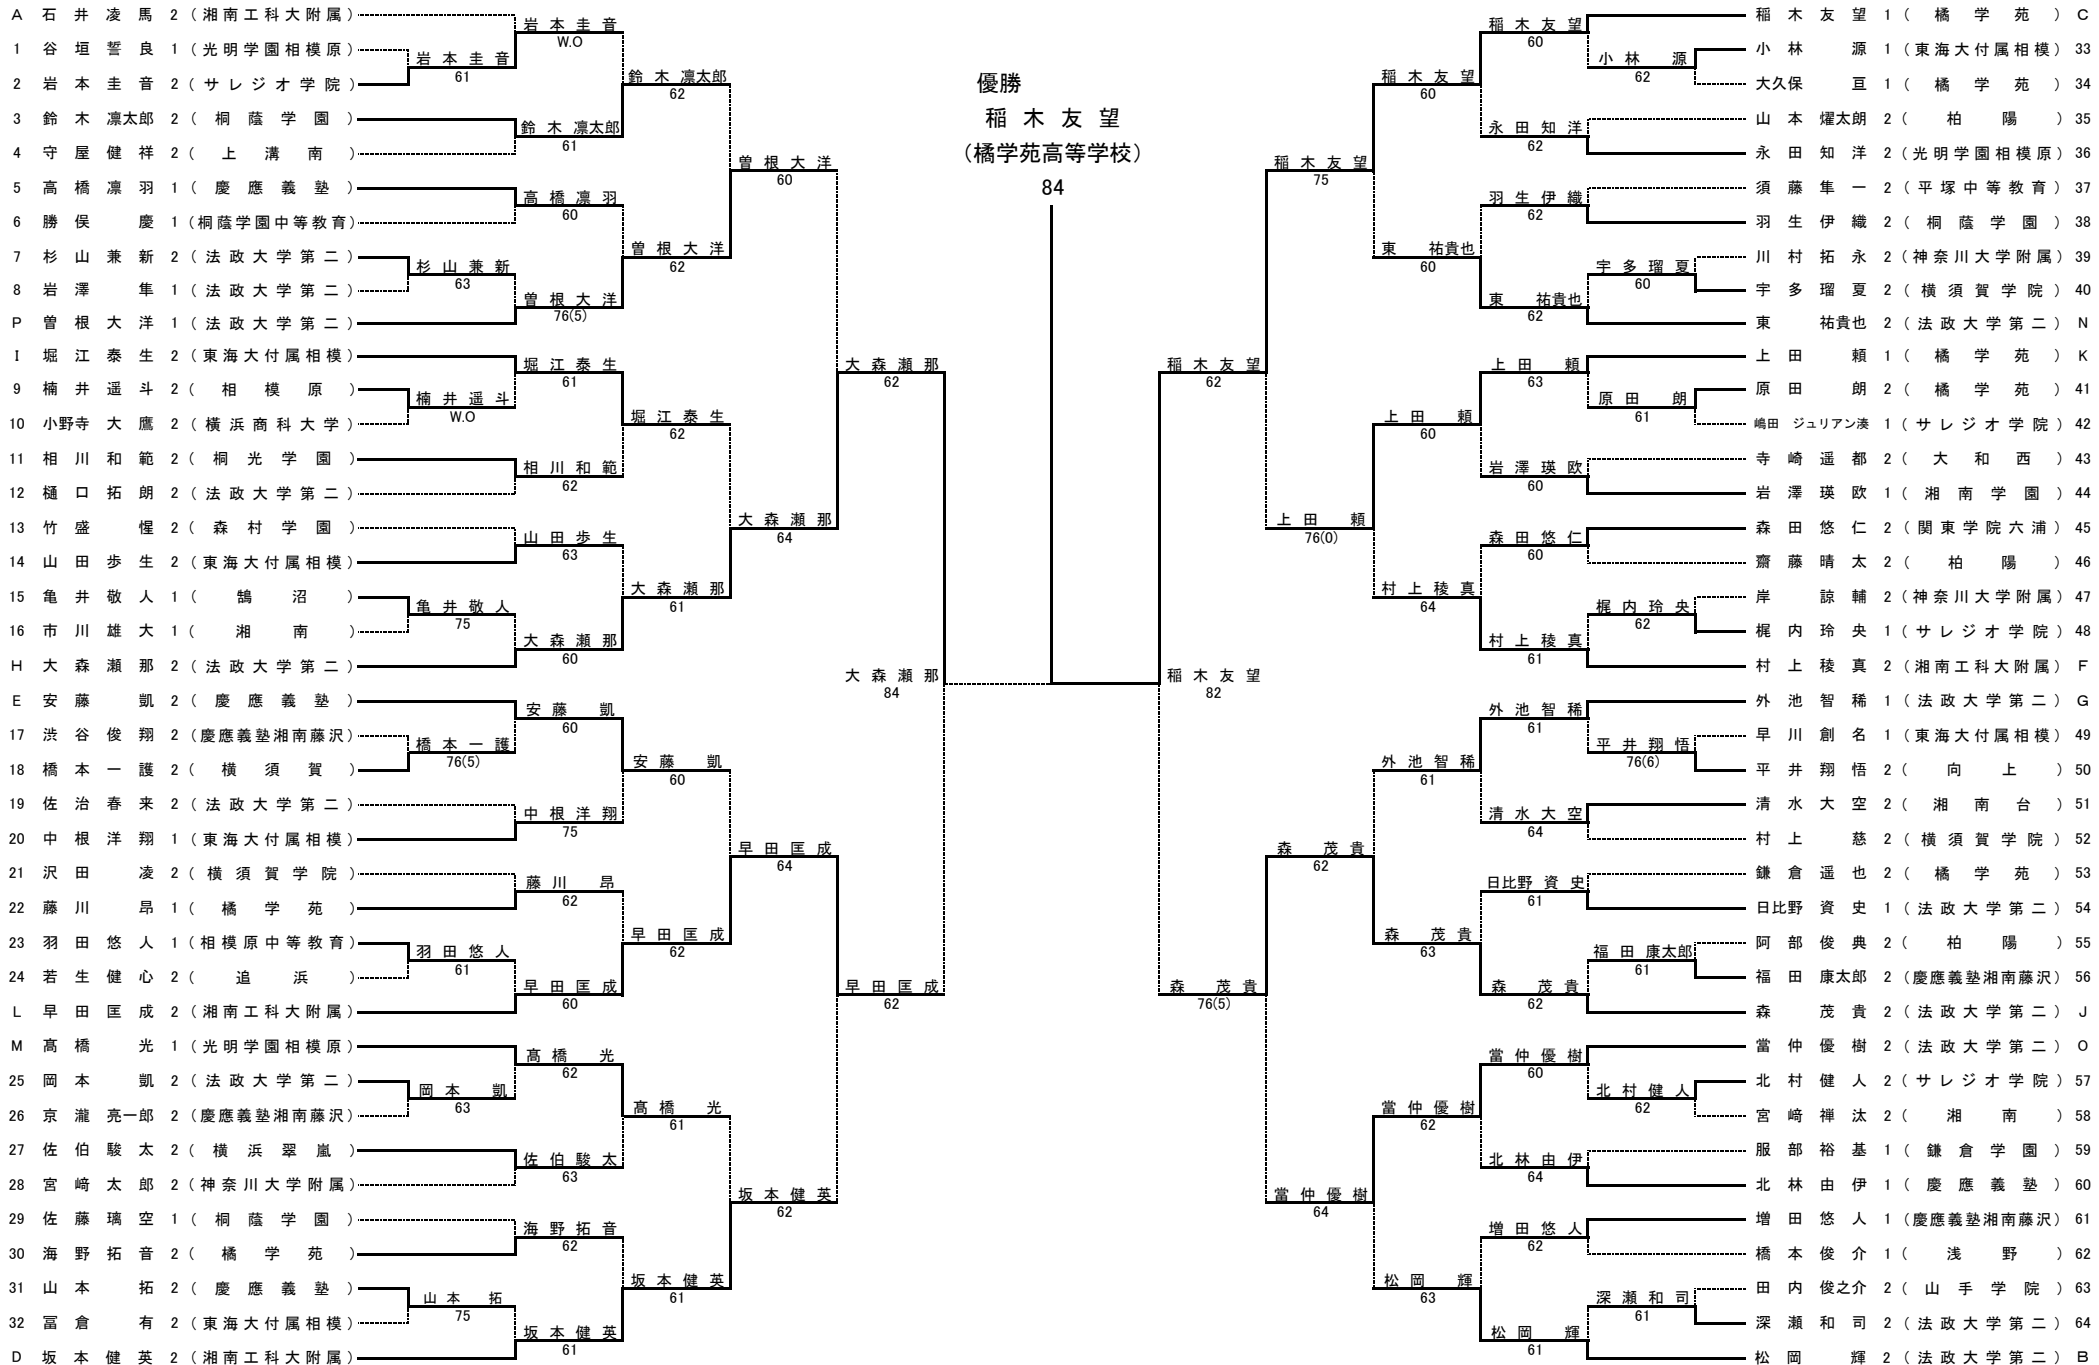 優勝
稲木友望
(橘学苑高等学校)
84
A 石井凌馬 2 (湘南工科大附属)
1 谷垣誓良 1 (光明学園相模原)
2 岩本圭音 2 (サレジオ学院)
3 鈴木凛太郎 2 (桐蔭学園)
4 守屋健祥 2 (上溝南)
5 高橋凛羽 1 (慶應義塾)
6 勝俣慶 1 (桐蔭学園中等教育)
7 杉山兼新 2 (法政大学第二)
8 岩澤隼 1 (法政大学第二)
P 曽根大洋 1 (法政大学第二)
I 堀江泰生 2 (東海大付属相模)
9 楠井遥斗 2 (相模原)
10 小野寺大鷹 2 (横浜商科大学)
11 相川和範 2 (桐光学園)
12 樋口拓朗 2 (法政大学第二)
13 竹盛惺 2 (森村学園)
14 山田歩生 2 (東海大付属相模)
15 亀井敬人 1 (鵠沼)
16 市川雄大 1 (湘南)
H 大森瀬那 2 (法政大学第二)
E 安藤凱 2 (慶應義塾)
17 渋谷俊翔 2 (慶應義塾湘南藤沢)
18 橋本一護 2 (横須賀)
19 佐治春来 2 (法政大学第二)
20 中根洋翔 1 (東海大付属相模)
21 沢田凌 2 (横須賀学院)
22 藤川昂 1 (橘学苑)
23 羽田悠人 1 (相模原中等教育)
24 若生健心 2 (追浜)
L 早田匡成 2 (湘南工科大附属)
M 髙橋光 1 (光明学園相模原)
25 岡本凱 2 (法政大学第二)
26 京瀧亮一郎 2 (慶應義塾湘南藤沢)
27 佐伯駿太 2 (横浜翠嵐)
28 宮﨑太郎 2 (神奈川大学附属)
29 佐藤璃空 1 (桐蔭学園)
30 海野拓音 2 (橘学苑)
31 山本拓 2 (慶應義塾)
32 冨倉有 2 (東海大付属相模)
D 坂本健英 2 (湘南工科大附属)
岩本圭音
61
杉山兼新
63
楠井遥斗
W.O
亀井敬人
75
橋本一護
76(5)
羽田悠人
61
岡本凱
63
山本拓
75
岩本圭音
W.O
鈴木凛太郎
61
高橋凛羽
60
曽根大洋
76(5)
堀江泰生
61
相川和範
62
山田歩生
63
大森瀬那
60
安藤凱
60
中根洋翔
75
藤川昂
62
早田匡成
60
髙橋光
62
佐伯駿太
63
海野拓音
62
坂本健英
61
鈴木凛太郎
62
曽根大洋
62
堀江泰生
62
大森瀬那
61
安藤凱
60
早田匡成
62
髙橋光
61
坂本健英
61
曽根大洋
60
大森瀬那
64
早田匡成
64
坂本健英
62
大森瀬那
62
早田匡成
62
大森瀬那
84
稲木友望
82
稲木友望
62
森茂貴
76(5)
稲木友望
75
上田頼
76(0)
森茂貴
62
當仲優樹
64
稲木友望
60
東祐貴也
60
上田頼
60
村上稜真
64
外池智稀
61
森茂貴
63
當仲優樹
62
松岡輝
63
稲木友望
60
永田知洋
62
羽生伊織
62
東祐貴也
62
上田頼
63
岩澤瑛欧
60
森田悠仁
60
村上稜真
61
外池智稀
61
清水大空
64
日比野資史
61
森茂貴
62
當仲優樹
60
北林由伊
64
増田悠人
62
松岡輝
61
小林源
62
宇多瑠夏
60
原田朗
61
梶内玲央
62
平井翔悟
76(6)
福田康太郎
61
北村健人
62
深瀬和司
61
稲木友望 1 (橘学苑) C
小林源 1 (東海大付属相模) 33
大久保亘 1 (橘学苑) 34
山本燿太朗 2 (柏陽) 35
永田知洋 2 (光明学園相模原) 36
須藤隼一 2 (平塚中等教育) 37
羽生伊織 2 (桐蔭学園) 38
川村拓永 2 (神奈川大学附属) 39
宇多瑠夏 2 (横須賀学院) 40
東祐貴也 2 (法政大学第二) N
上田頼 1 (橘学苑) K
原田朗 2 (橘学苑) 41
嶋田 ジュリアン湊 1 (サレジオ学院) 42
寺崎遥都 2 (大和西) 43
岩澤瑛欧 1 (湘南学園) 44
森田悠仁 2 (関東学院六浦) 45
齋藤晴太 2 (柏陽) 46
岸諒輔 2 (神奈川大学附属) 47
梶内玲央 1 (サレジオ学院) 48
村上稜真 2 (湘南工科大附属) F
外池智稀 1 (法政大学第二) G
早川創名 1 (東海大付属相模) 49
平井翔悟 2 (向上) 50
清水大空 2 (湘南台) 51
村上慈 2 (横須賀学院) 52
鎌倉遥也 2 (橘学苑) 53
日比野資史 1 (法政大学第二) 54
阿部俊典 2 (柏陽) 55
福田康太郎 2 (慶應義塾湘南藤沢) 56
森茂貴 2 (法政大学第二) J
當仲優樹 2 (法政大学第二) O
北村健人 2 (サレジオ学院) 57
宮﨑禅汰 2 (湘南) 58
服部裕基 1 (鎌倉学園) 59
北林由伊 1 (慶應義塾) 60
増田悠人 1 (慶應義塾湘南藤沢) 61
橋本俊介 1 (浅野) 62
田内俊之介 2 (山手学院) 63
深瀬和司 2 (法政大学第二) 64
松岡輝 2 (法政大学第二) B